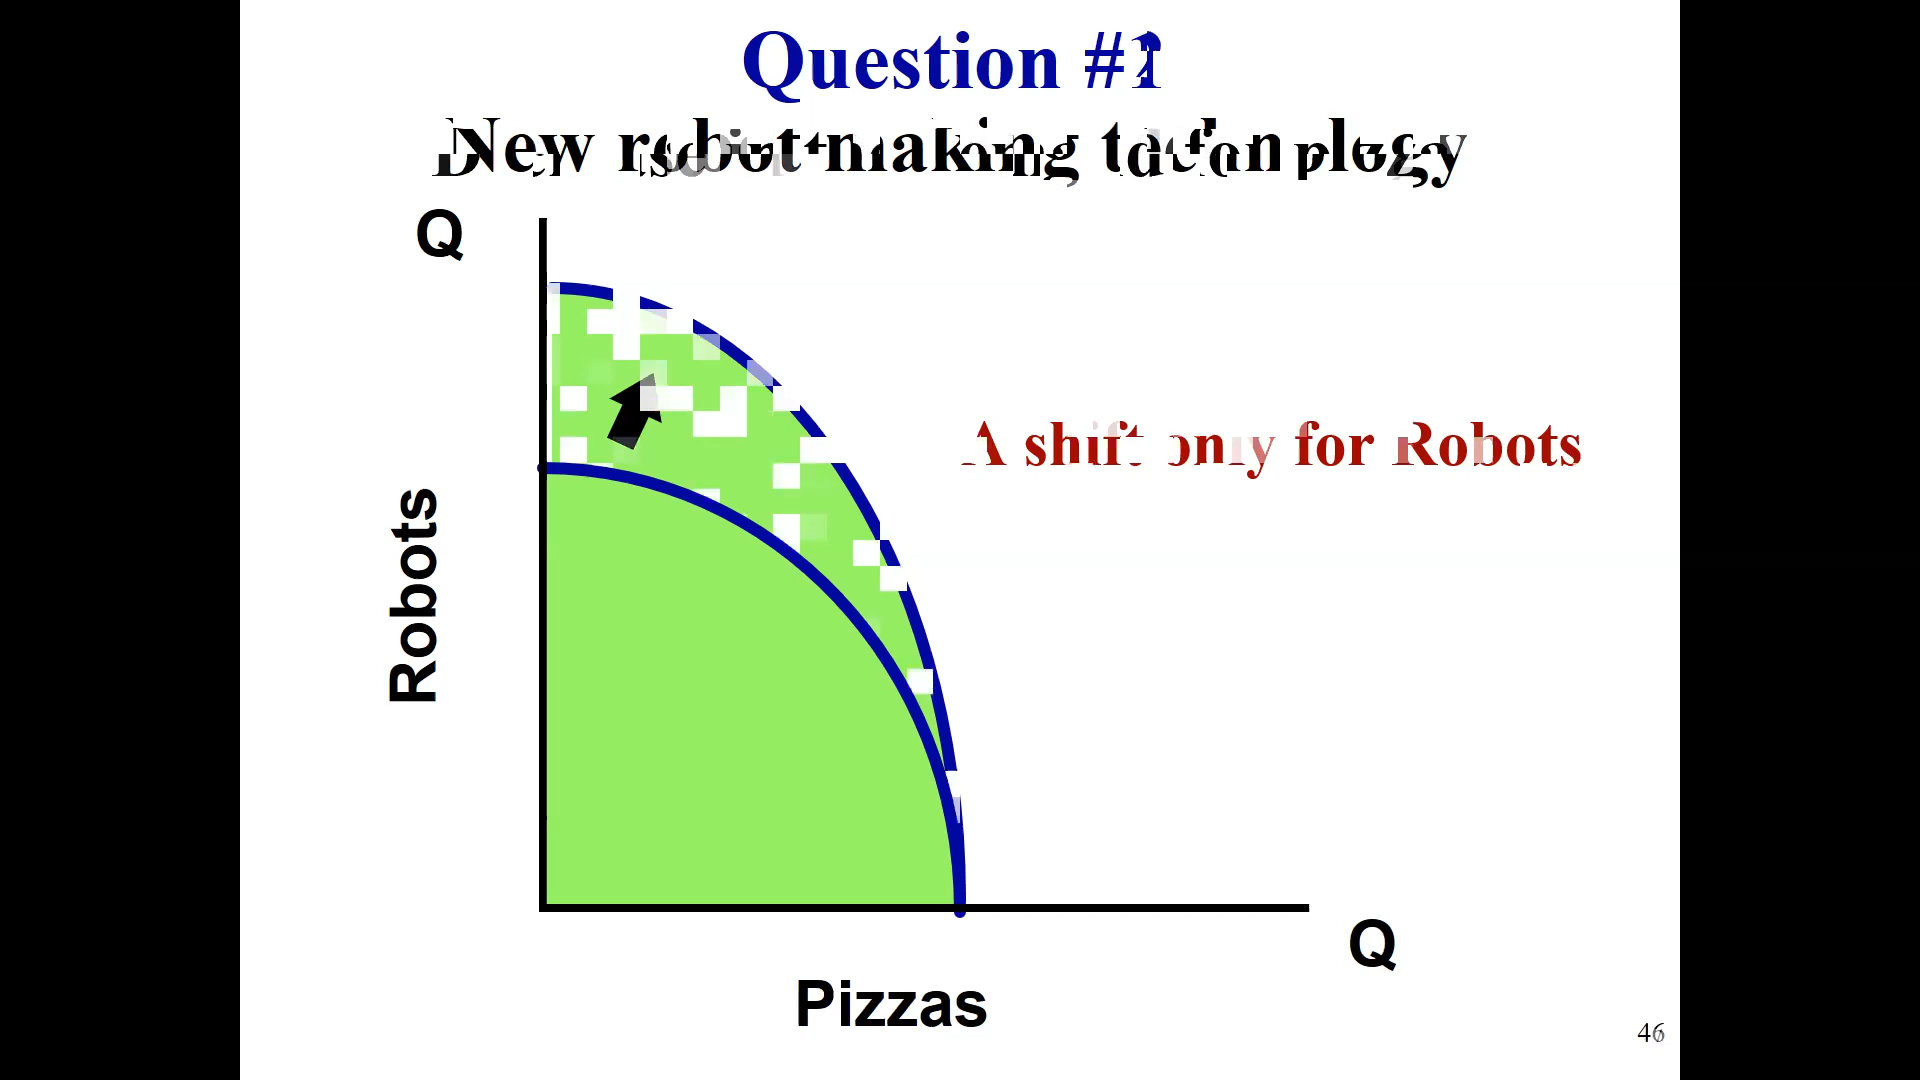 Question #1
New robot making technology
Q
A shift only for Robots
Robots
Q
Pizzas
46